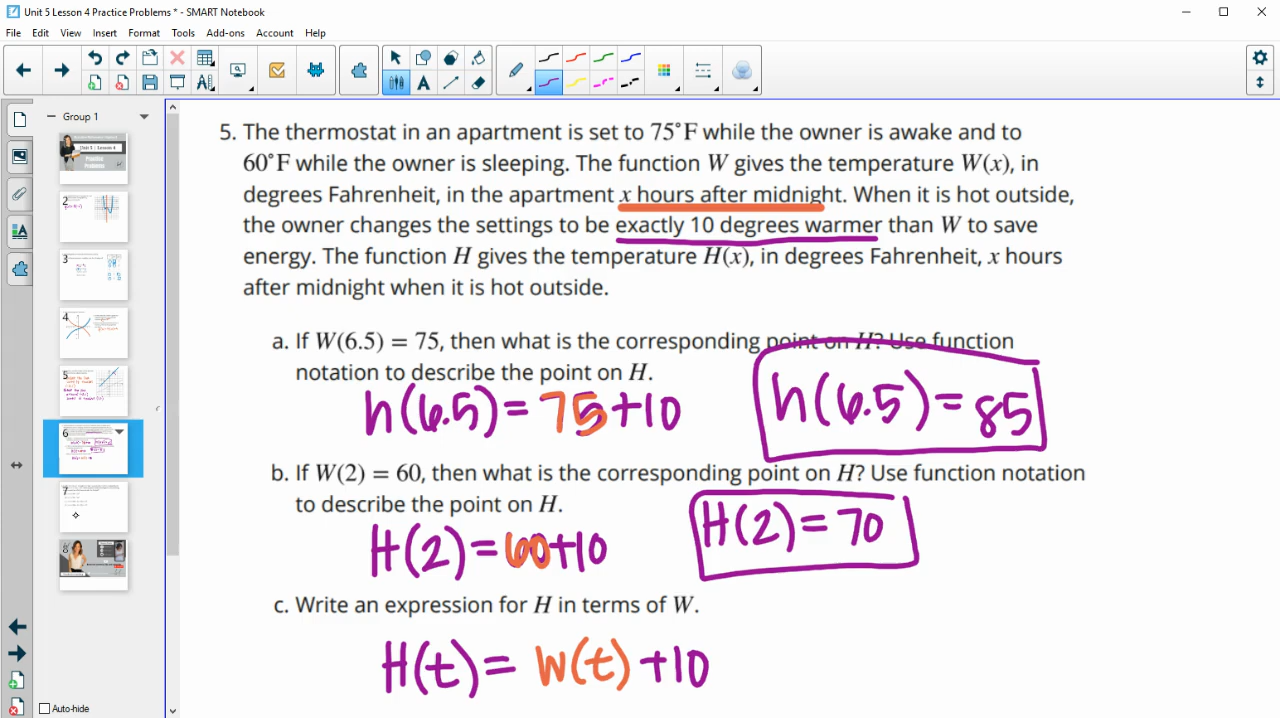 Unit 5 Lesson 4 Practice Problems * - SMART Notebook
File Edit View Insert Format Tools Add-ons Account Help
Group 1
2
3
4
5
6
7
8
Auto-hide
5. The thermostat in an apartment is set to 75°F while the owner is awake and to
60°F while the owner is sleeping. The function W gives the temperature W(x), in
degrees Fahrenheit, in the apartment x hours after midnight. When it is hot outside,
the owner changes the settings to be exactly 10 degrees warmer than W to save
energy. The function H gives the temperature H(x), in degrees Fahrenheit, x hours
after midnight when it is hot outside.
a. If W(6.5) = 75, then what is the corresponding point on H? Use function
notation to describe the point on H.
h(6.5)=75+10
h(6.5)=85
b. If W(2) = 60, then what is the corresponding point on H? Use function notation
to describe the point on H.
H(2)=60+10
H(2)=70
c. Write an expression for H in terms of W.
H(t)=W(t)+10